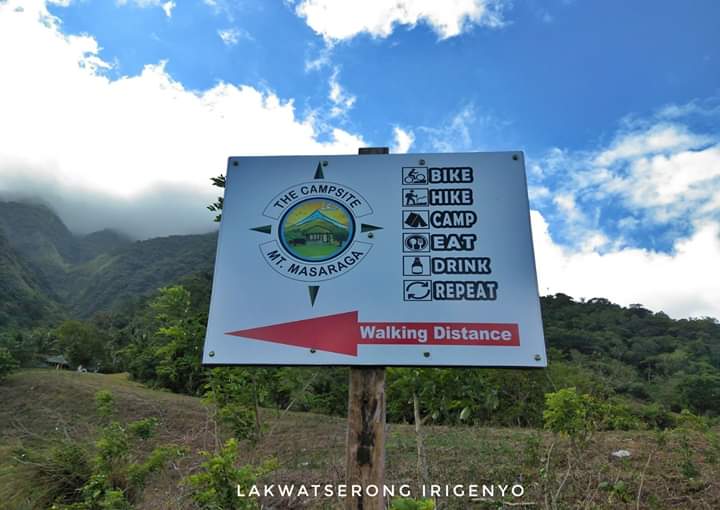 THE CAMPSITE
MT. MASARAGA
BIKE
HIKE
CAMP
EAT
DRINK
REPEAT
Walking Distance
LAKWATSERONG IRIGENYO